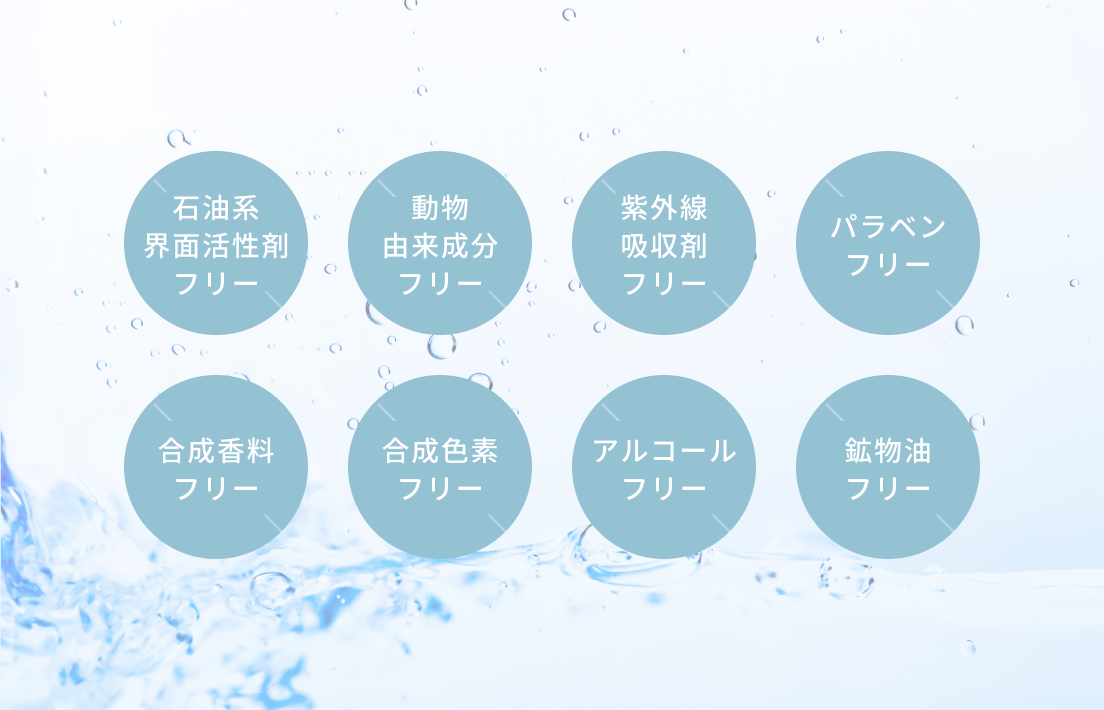 石油系
界面活性剤
フリー
動物
由来成分
フリー
紫外線
吸収剤
フリー
パラベン
フリー
合成香料
フリー
合成色素
フリー
アルコール
フリー
鉱物油
フリー